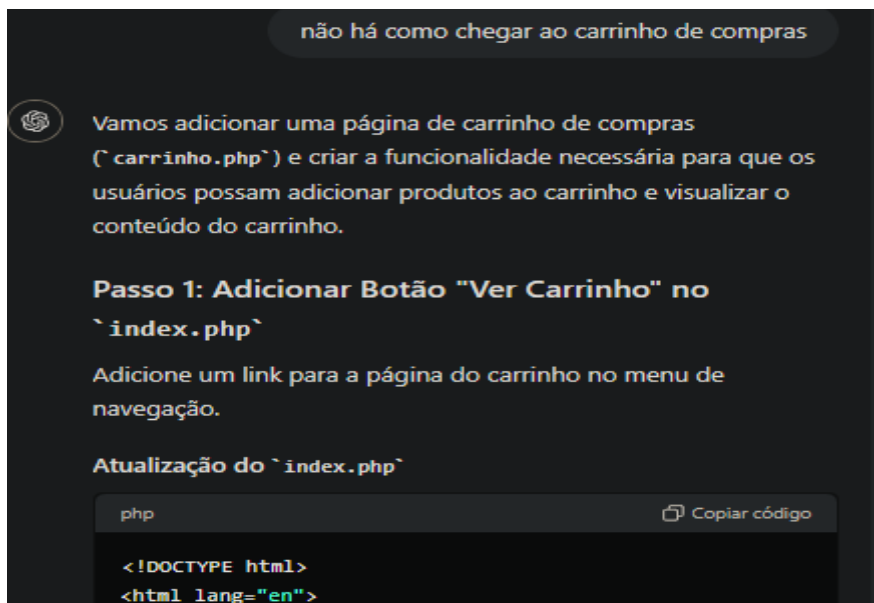 não há como chegar ao carrinho de compras
Vamos adicionar uma página de carrinho de compras
(`carrinho.php`) e criar a funcionalidade necessária para que os
usuários possam adicionar produtos ao carrinho e visualizar o
conteúdo do carrinho.
Passo 1: Adicionar Botão "Ver Carrinho" no
`index.php`
Adicione um link para a página do carrinho no menu de
navegação.
Atualização do `index.php`
php Copiar código
<!DOCTYPE html>
<html lang="en">